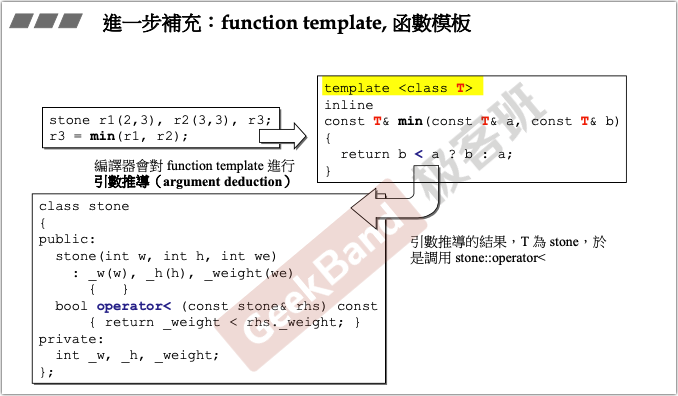 進一步補充：function template, 函數模板
stone r1(2,3), r2(3,3), r3;
r3 = min(r1, r2);
編譯器會對 function template 進行
引數推導（argument deduction）
template <class T>
inline
const T& min(const T& a, const T& b)
{
  return b < a ? b : a;
}
class stone
{
public:
  stone(int w, int h, int we)
    : _w(w), _h(h), _weight(we)
      {   }
  bool operator< (const stone& rhs) const
      { return _weight < rhs._weight; }
private:
  int _w, _h, _weight;
};
引數推導的結果，T 為 stone，於
是調用 stone::operator<
GeekBand 极客班